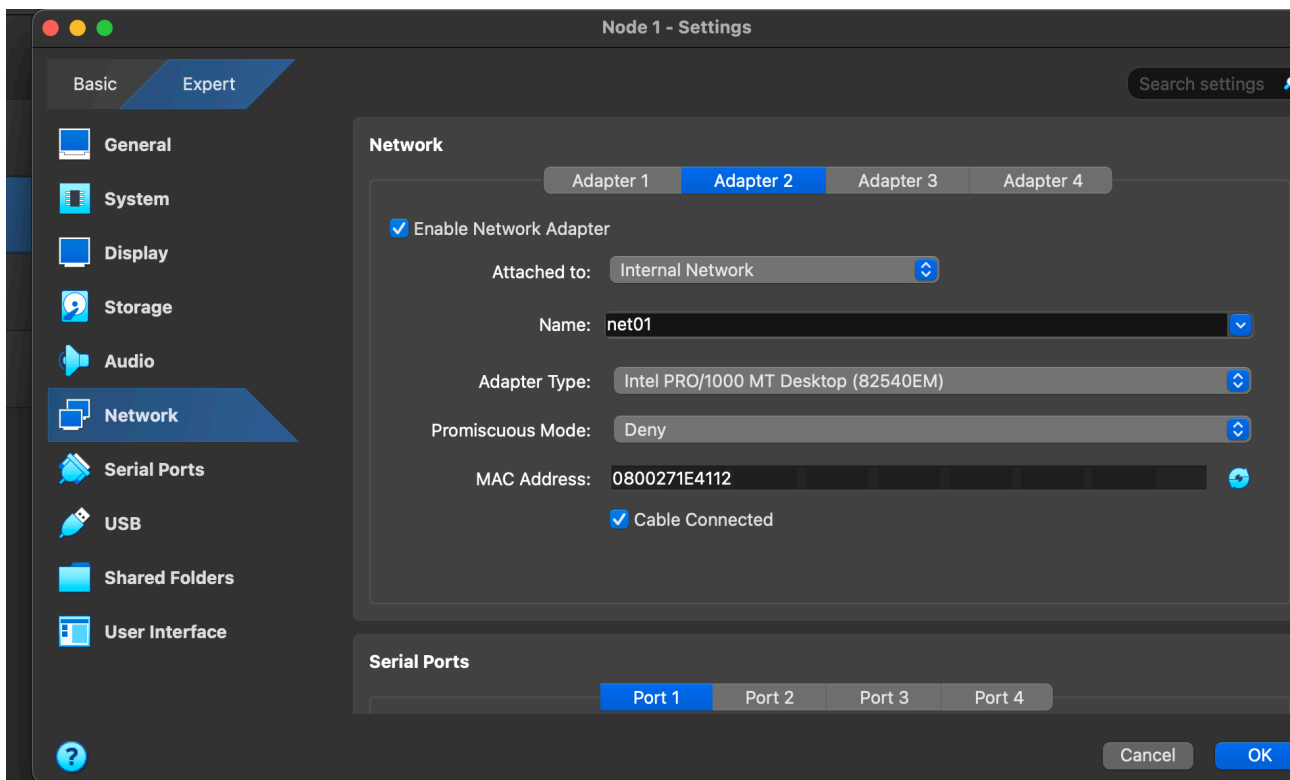 Node 1 - Settings
Basic
Expert
Search settings
General
System
Display
Storage
Audio
Network
Serial Ports
USB
Shared Folders
User Interface
Network
Adapter 1 Adapter 2 Adapter 3 Adapter 4
Enable Network Adapter
Attached to: Internal Network
Name: net01
Adapter Type: Intel PRO/1000 MT Desktop (82540EM)
Promiscuous Mode: Deny
MAC Address: 0800271E4112
Cable Connected
Serial Ports
Port 1 Port 2 Port 3 Port 4
?
Cancel OK